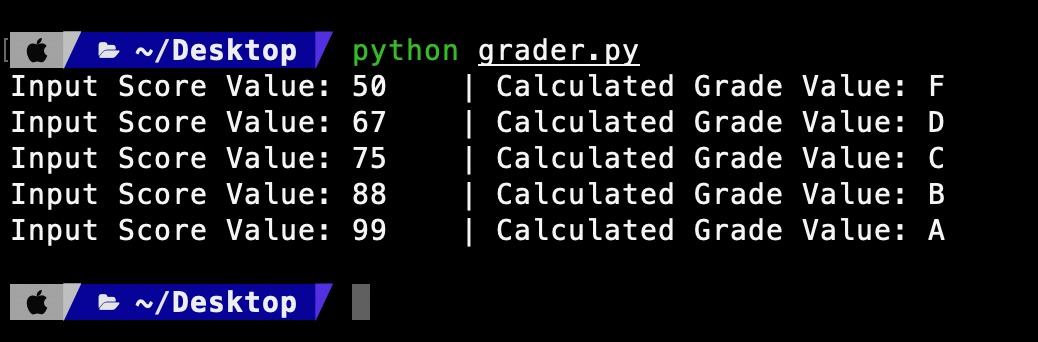 ~/Desktop python grader.py
Input Score Value: 50    | Calculated Grade Value: F
Input Score Value: 67    | Calculated Grade Value: D
Input Score Value: 75    | Calculated Grade Value: C
Input Score Value: 88    | Calculated Grade Value: B
Input Score Value: 99    | Calculated Grade Value: A
~/Desktop